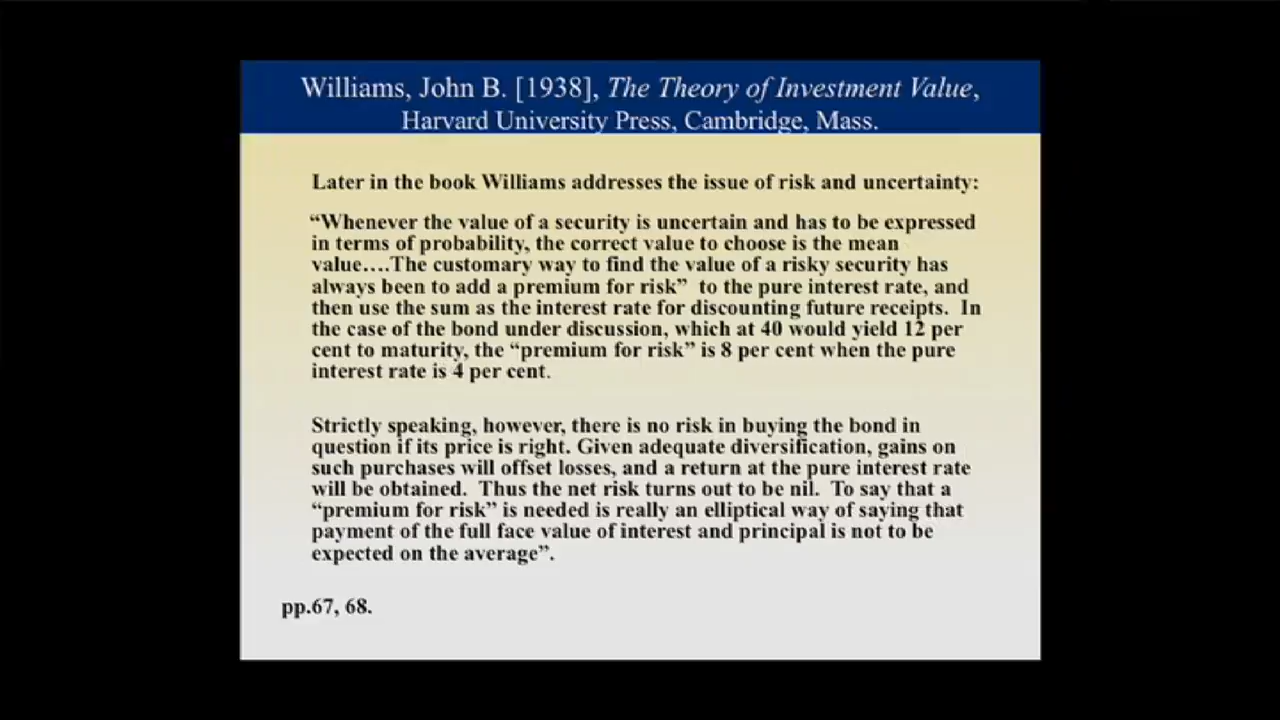 Williams, John B. [1938], The Theory of Investment Value,
Harvard University Press, Cambridge, Mass.
Later in the book Williams addresses the issue of risk and uncertainty:
“Whenever the value of a security is uncertain and has to be expressed
in terms of probability, the correct value to choose is the mean
value….The customary way to find the value of a risky security has
always been to add a premium for risk” to the pure interest rate, and
then use the sum as the interest rate for discounting future receipts. In
the case of the bond under discussion, which at 40 would yield 12 per
cent to maturity, the “premium for risk” is 8 per cent when the pure
interest rate is 4 per cent.
Strictly speaking, however, there is no risk in buying the bond in
question if its price is right. Given adequate diversification, gains on
such purchases will offset losses, and a return at the pure interest rate
will be obtained. Thus the net risk turns out to be nil. To say that a
“premium for risk” is needed is really an elliptical way of saying that
payment of the full face value of interest and principal is not to be
expected on the average”.
pp.67, 68.